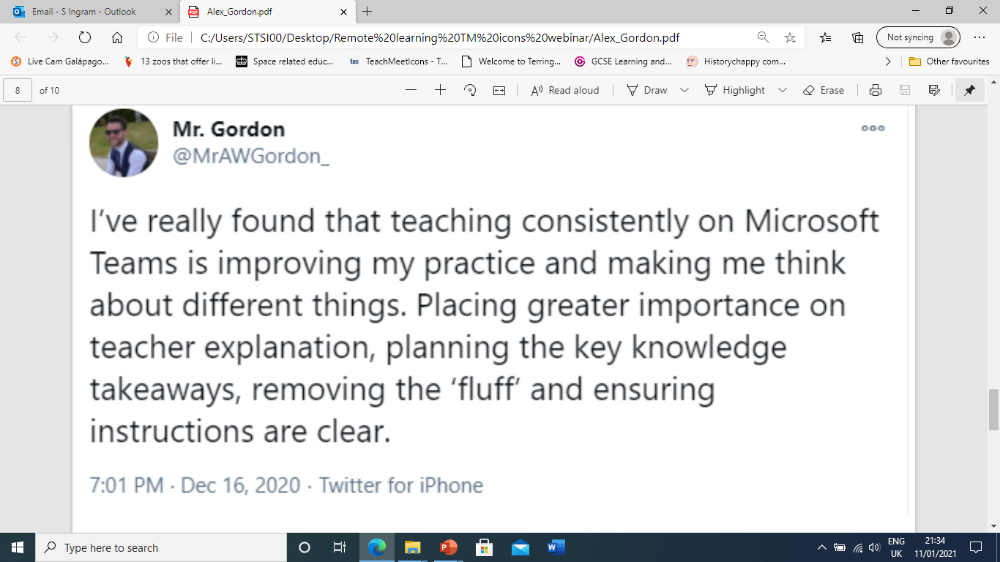 Email - S Ingram - Outlook
Alex_Gordon.pdf
File
C:/Users/STSI00/Desktop/Remote%20learning%20TM%20icons%20webinar/Alex_Gordon.pdf
Not syncing
Live Cam Galápago...
13 zoos that offer li...
Space related educ...
tes TeachMeetIcons - T...
Welcome to Terring...
GCSE Learning and...
Historychappy com...
Other favourites
8 of 10
Read aloud
Draw
Highlight
Erase
Mr. Gordon
@MrAWGordon_
I’ve really found that teaching consistently on Microsoft
Teams is improving my practice and making me think
about different things. Placing greater importance on
teacher explanation, planning the key knowledge
takeaways, removing the ‘fluff’ and ensuring
instructions are clear.
7:01 PM · Dec 16, 2020 · Twitter for iPhone
Type here to search
ENG
UK
21:34
11/01/2021